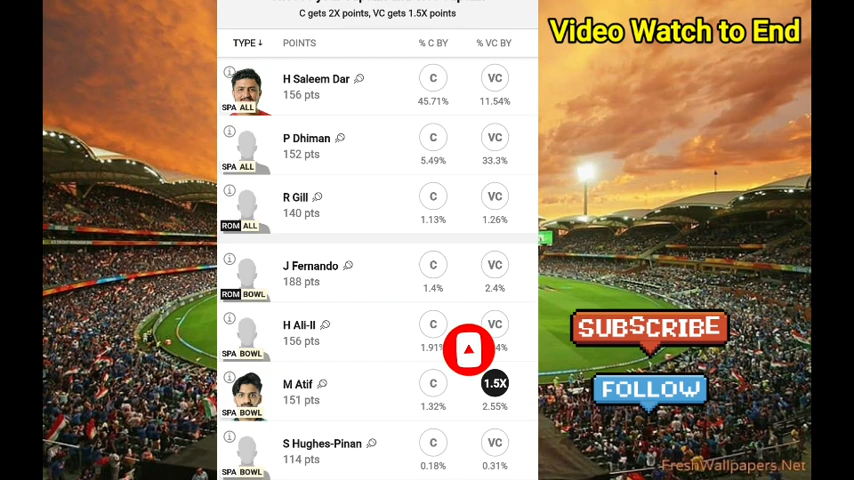 C gets 2X points, VC gets 1.5X points
Video Watch to End
TYPE↓ POINTS % C BY % VC BY
H Saleem Dar C VC
156 pts
SPA ALL 45.71% 11.54%
P Dhiman C VC
152 pts
SPA ALL 5.49% 33.3%
R Gill C VC
140 pts
ROM ALL 1.13% 1.26%
J Fernando C VC
188 pts
ROM BOWL 1.4% 2.4%
H Ali-II C VC
156 pts
SPA BOWL 1.91%
SUBSCRIBE
M Atif C 1.5X
151 pts
SPA BOWL 1.32% 2.55%
FOLLOW
S Hughes-Pinan C VC
114 pts
SPA BOWL 0.18% 0.31%
FreshWallpapers.Net